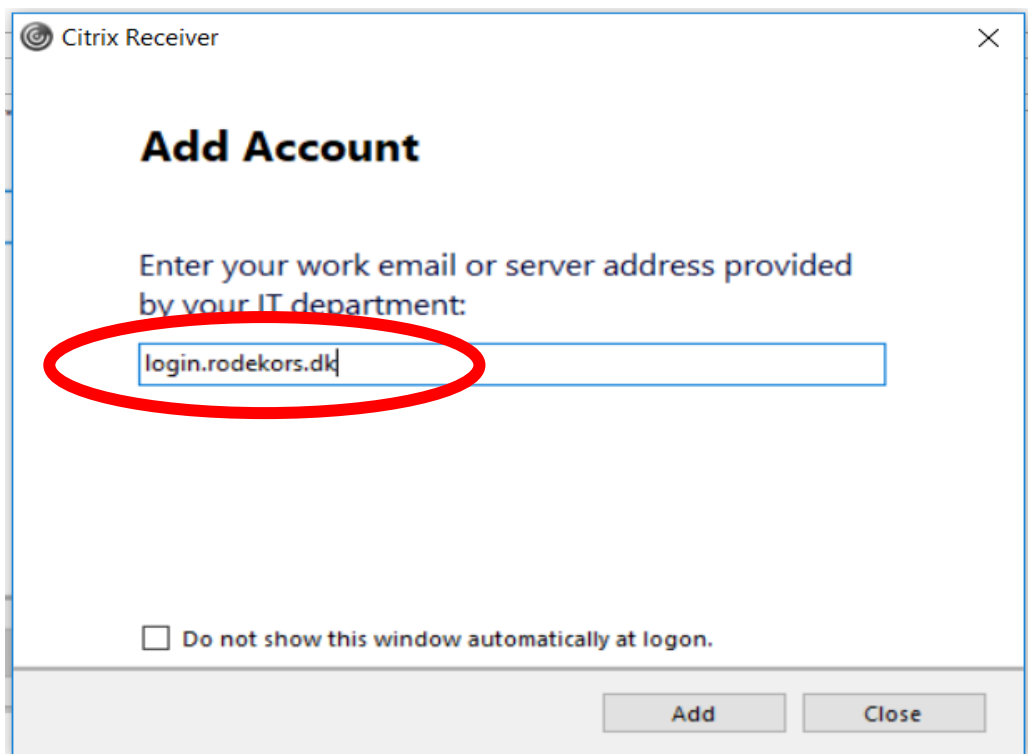 Citrix Receiver
Add Account
Enter your work email or server address provided
by your IT department:
login.rodekors.dk
Do not show this window automatically at logon.
Add Close